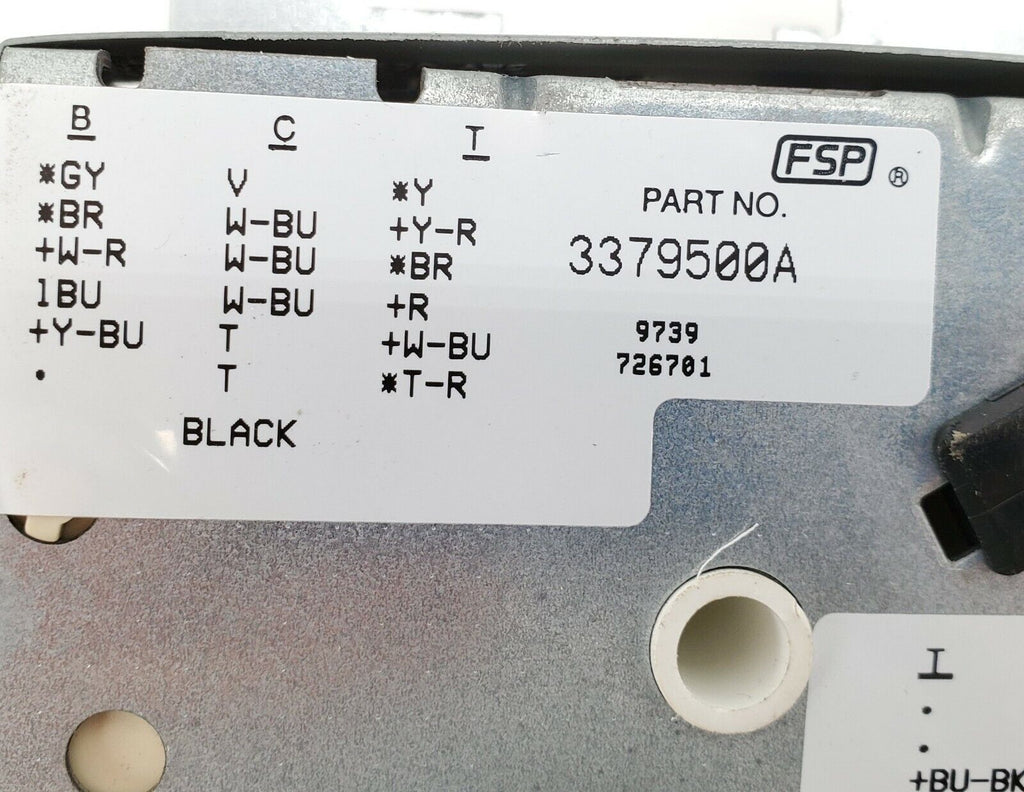 B C T
*GY V *Y
*BR W-BU +Y-R
+W-R W-BU *BR
1BU W-BU +R
+Y-BU T +W-BU
• T *T-R
BLACK
FSP ®
PART NO.
3379500A
9739
726701
I
•
•
+BU-BK